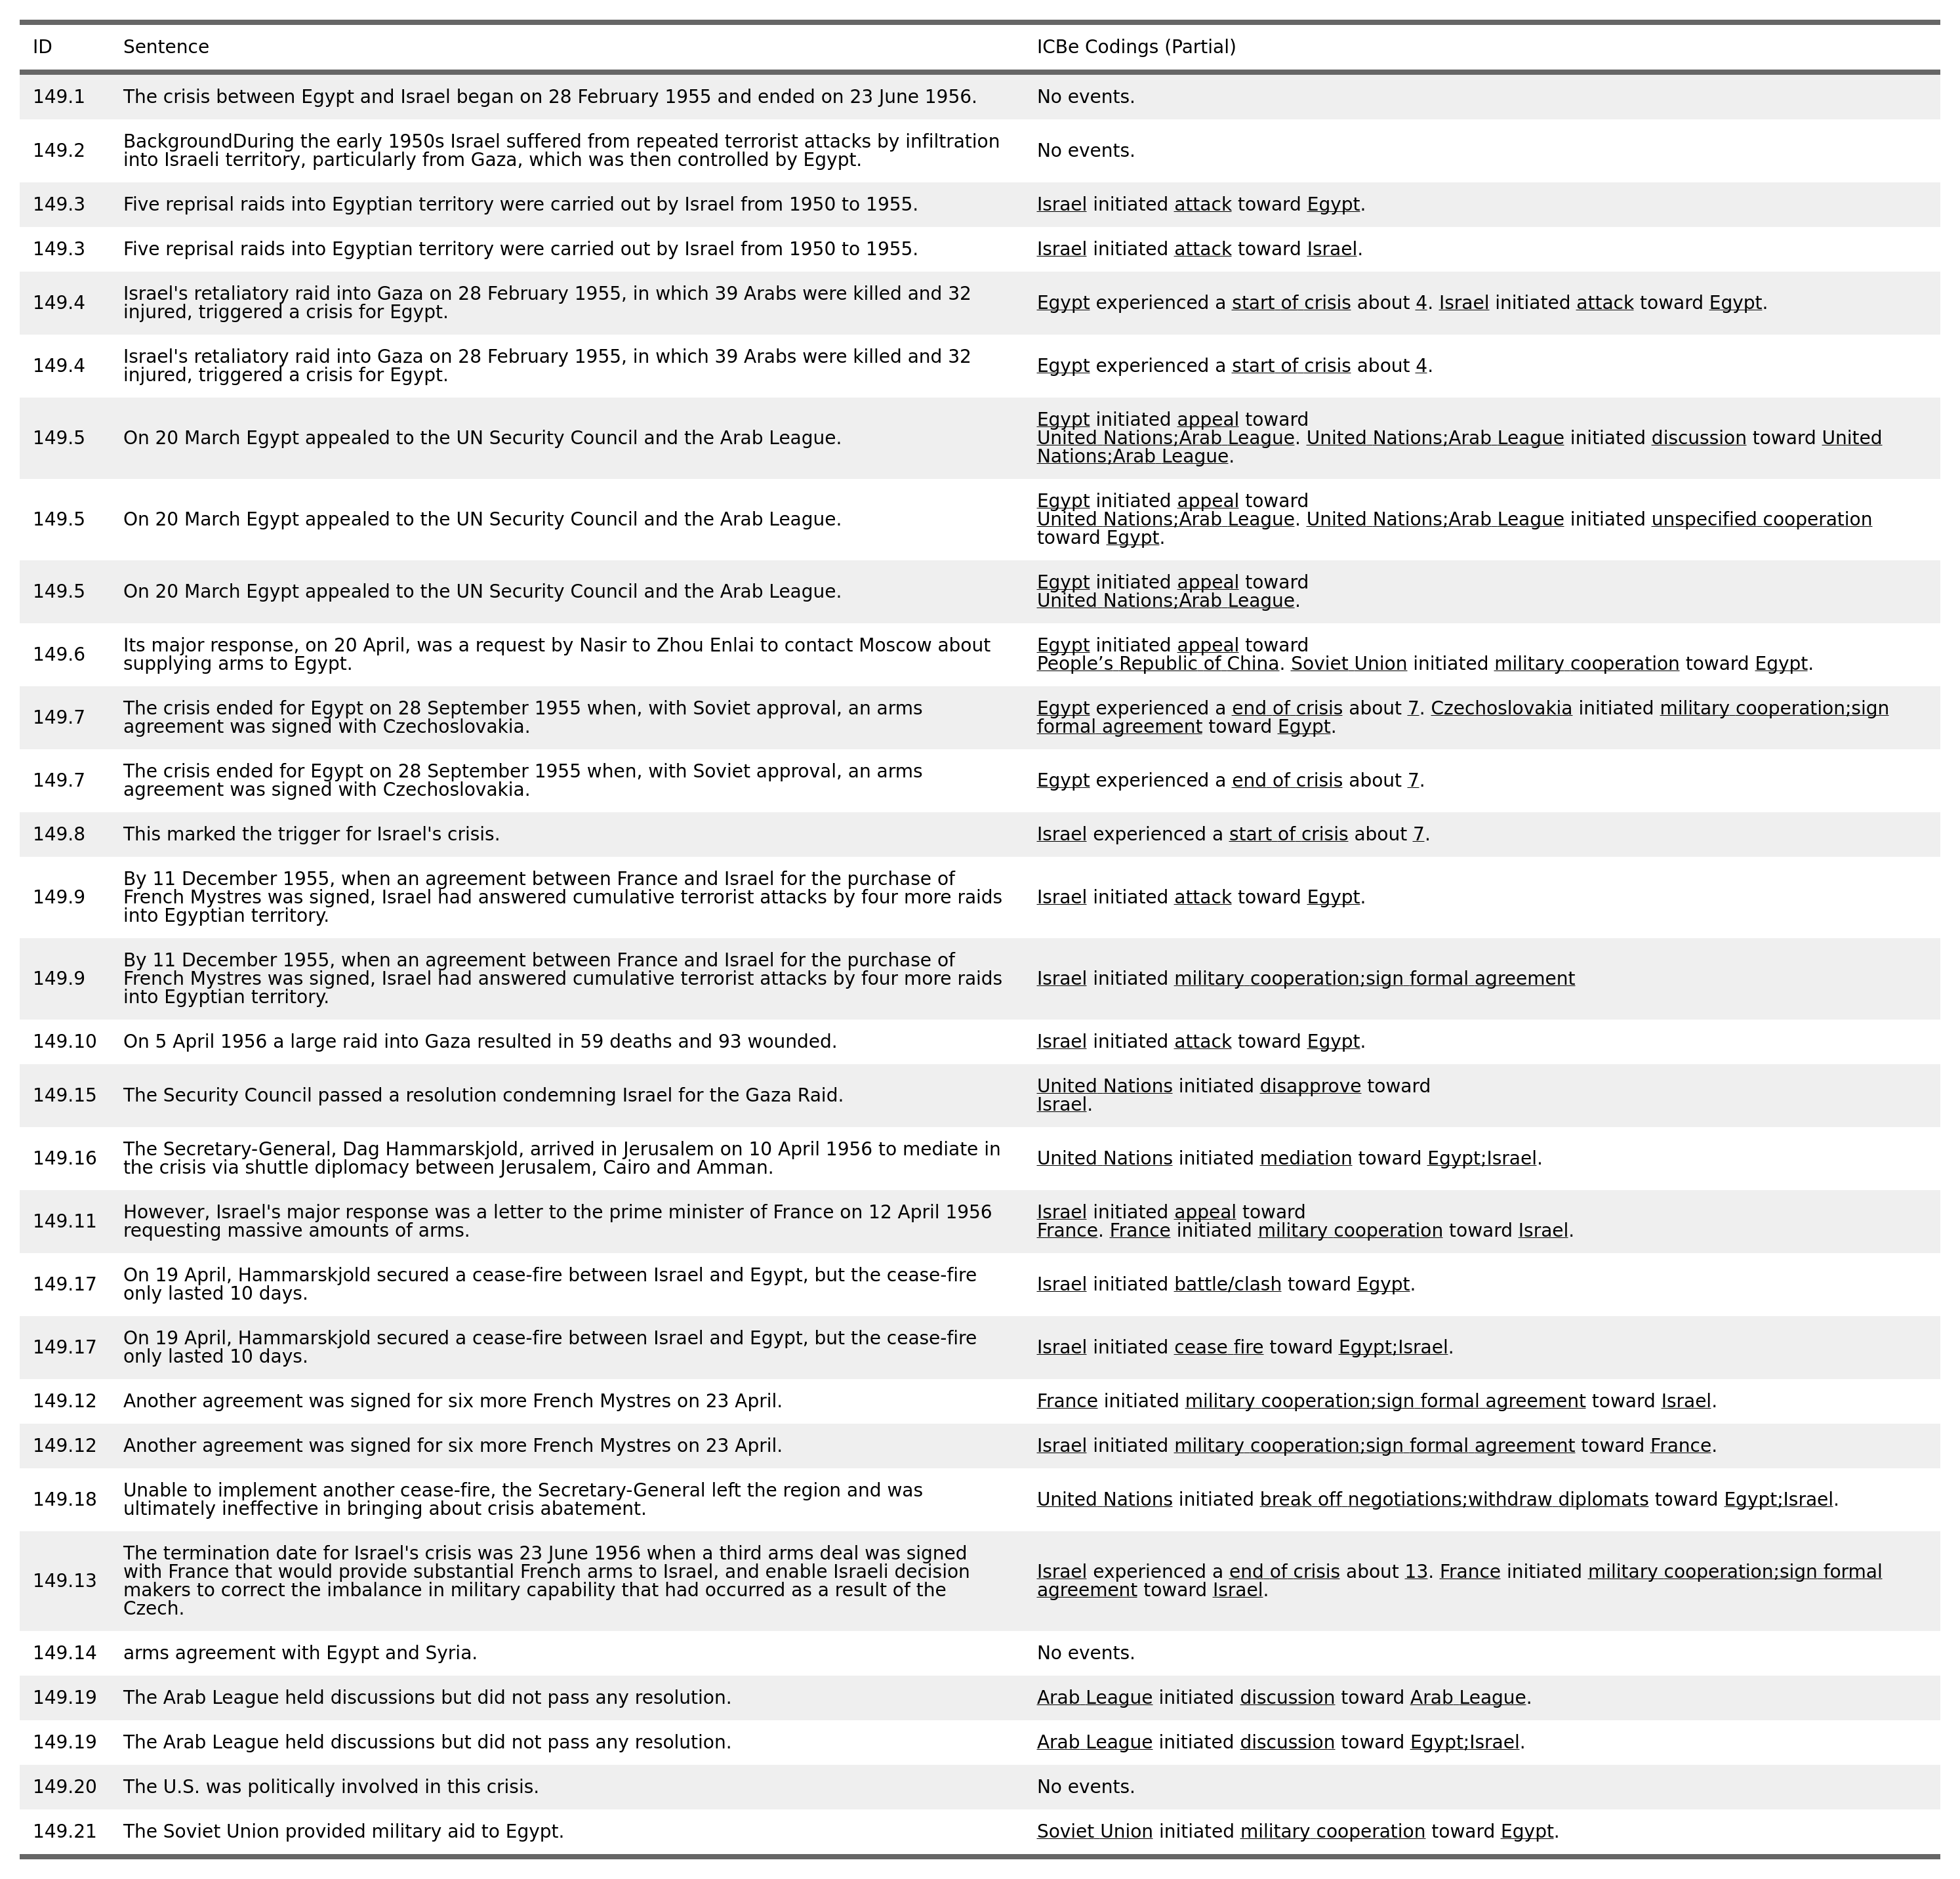 ID Sentence ICBe Codings (Partial)
149.1 The crisis between Egypt and Israel began on 28 February 1955 and ended on 23 June 1956. No events.
149.2 BackgroundDuring the early 1950s Israel suffered from repeated terrorist attacks by infiltration
into Israeli territory, particularly from Gaza, which was then controlled by Egypt. No events.
149.3 Five reprisal raids into Egyptian territory were carried out by Israel from 1950 to 1955. Israel initiated attack toward Egypt.
149.3 Five reprisal raids into Egyptian territory were carried out by Israel from 1950 to 1955. Israel initiated attack toward Israel.
149.4 Israel's retaliatory raid into Gaza on 28 February 1955, in which 39 Arabs were killed and 32
injured, triggered a crisis for Egypt. Egypt experienced a start of crisis about 4. Israel initiated attack toward Egypt.
149.4 Israel's retaliatory raid into Gaza on 28 February 1955, in which 39 Arabs were killed and 32
injured, triggered a crisis for Egypt. Egypt experienced a start of crisis about 4.
149.5 On 20 March Egypt appealed to the UN Security Council and the Arab League. Egypt initiated appeal toward
United Nations;Arab League. United Nations;Arab League initiated discussion toward United
Nations;Arab League.
149.5 On 20 March Egypt appealed to the UN Security Council and the Arab League. Egypt initiated appeal toward
United Nations;Arab League. United Nations;Arab League initiated unspecified cooperation
toward Egypt.
149.5 On 20 March Egypt appealed to the UN Security Council and the Arab League. Egypt initiated appeal toward
United Nations;Arab League.
149.6 Its major response, on 20 April, was a request by Nasir to Zhou Enlai to contact Moscow about
supplying arms to Egypt. Egypt initiated appeal toward
People’s Republic of China. Soviet Union initiated military cooperation toward Egypt.
149.7 The crisis ended for Egypt on 28 September 1955 when, with Soviet approval, an arms
agreement was signed with Czechoslovakia. Egypt experienced a end of crisis about 7. Czechoslovakia initiated military cooperation;sign
formal agreement toward Egypt.
149.7 The crisis ended for Egypt on 28 September 1955 when, with Soviet approval, an arms
agreement was signed with Czechoslovakia. Egypt experienced a end of crisis about 7.
149.8 This marked the trigger for Israel's crisis. Israel experienced a start of crisis about 7.
149.9 By 11 December 1955, when an agreement between France and Israel for the purchase of
French Mystres was signed, Israel had answered cumulative terrorist attacks by four more raids
into Egyptian territory. Israel initiated attack toward Egypt.
149.9 By 11 December 1955, when an agreement between France and Israel for the purchase of
French Mystres was signed, Israel had answered cumulative terrorist attacks by four more raids
into Egyptian territory. Israel initiated military cooperation;sign formal agreement
149.10 On 5 April 1956 a large raid into Gaza resulted in 59 deaths and 93 wounded. Israel initiated attack toward Egypt.
149.15 The Security Council passed a resolution condemning Israel for the Gaza Raid. United Nations initiated disapprove toward
Israel.
149.16 The Secretary-General, Dag Hammarskjold, arrived in Jerusalem on 10 April 1956 to mediate in
the crisis via shuttle diplomacy between Jerusalem, Cairo and Amman. United Nations initiated mediation toward Egypt;Israel.
149.11 However, Israel's major response was a letter to the prime minister of France on 12 April 1956
requesting massive amounts of arms. Israel initiated appeal toward
France. France initiated military cooperation toward Israel.
149.17 On 19 April, Hammarskjold secured a cease-fire between Israel and Egypt, but the cease-fire
only lasted 10 days. Israel initiated battle/clash toward Egypt.
149.17 On 19 April, Hammarskjold secured a cease-fire between Israel and Egypt, but the cease-fire
only lasted 10 days. Israel initiated cease fire toward Egypt;Israel.
149.12 Another agreement was signed for six more French Mystres on 23 April. France initiated military cooperation;sign formal agreement toward Israel.
149.12 Another agreement was signed for six more French Mystres on 23 April. Israel initiated military cooperation;sign formal agreement toward France.
149.18 Unable to implement another cease-fire, the Secretary-General left the region and was
ultimately ineffective in bringing about crisis abatement. United Nations initiated break off negotiations;withdraw diplomats toward Egypt;Israel.
149.13 The termination date for Israel's crisis was 23 June 1956 when a third arms deal was signed
with France that would provide substantial French arms to Israel, and enable Israeli decision
makers to correct the imbalance in military capability that had occurred as a result of the
Czech. Israel experienced a end of crisis about 13. France initiated military cooperation;sign formal
agreement toward Israel.
149.14 arms agreement with Egypt and Syria. No events.
149.19 The Arab League held discussions but did not pass any resolution. Arab League initiated discussion toward Arab League.
149.19 The Arab League held discussions but did not pass any resolution. Arab League initiated discussion toward Egypt;Israel.
149.20 The U.S. was politically involved in this crisis. No events.
149.21 The Soviet Union provided military aid to Egypt. Soviet Union initiated military cooperation toward Egypt.